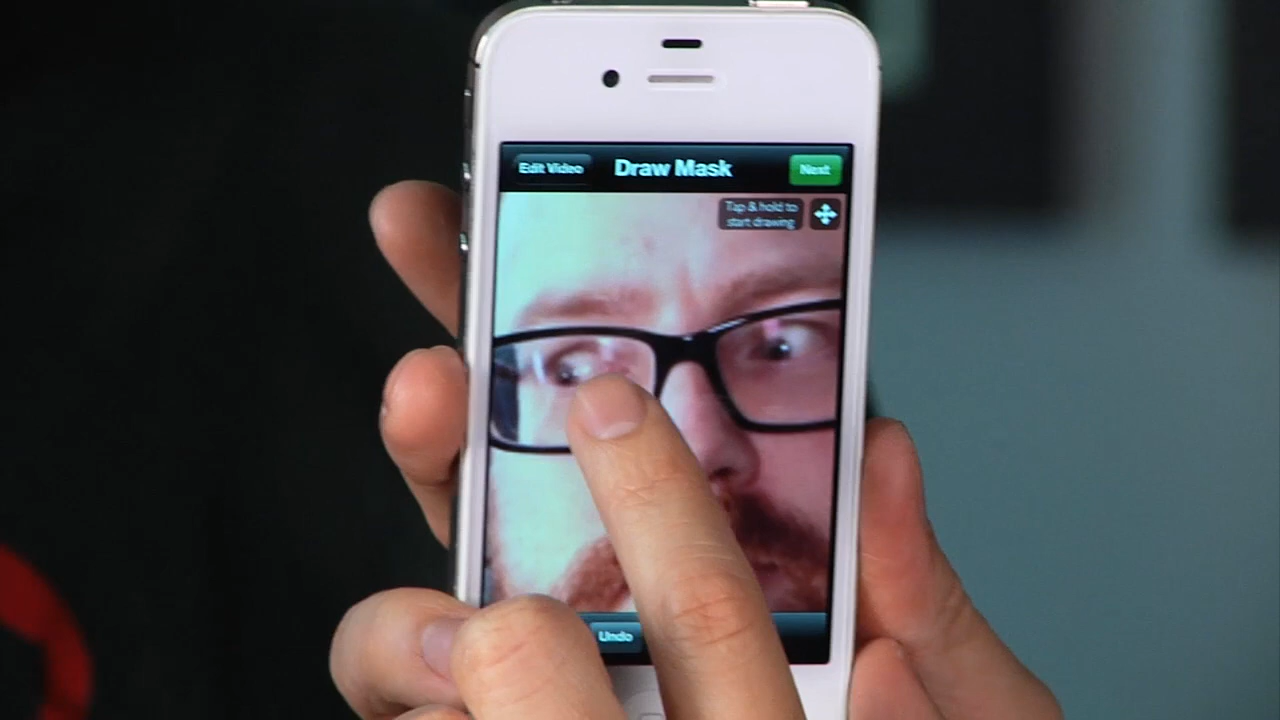 Edit Video
Draw Mask
Next
Tap & hold to
start drawing
Undo